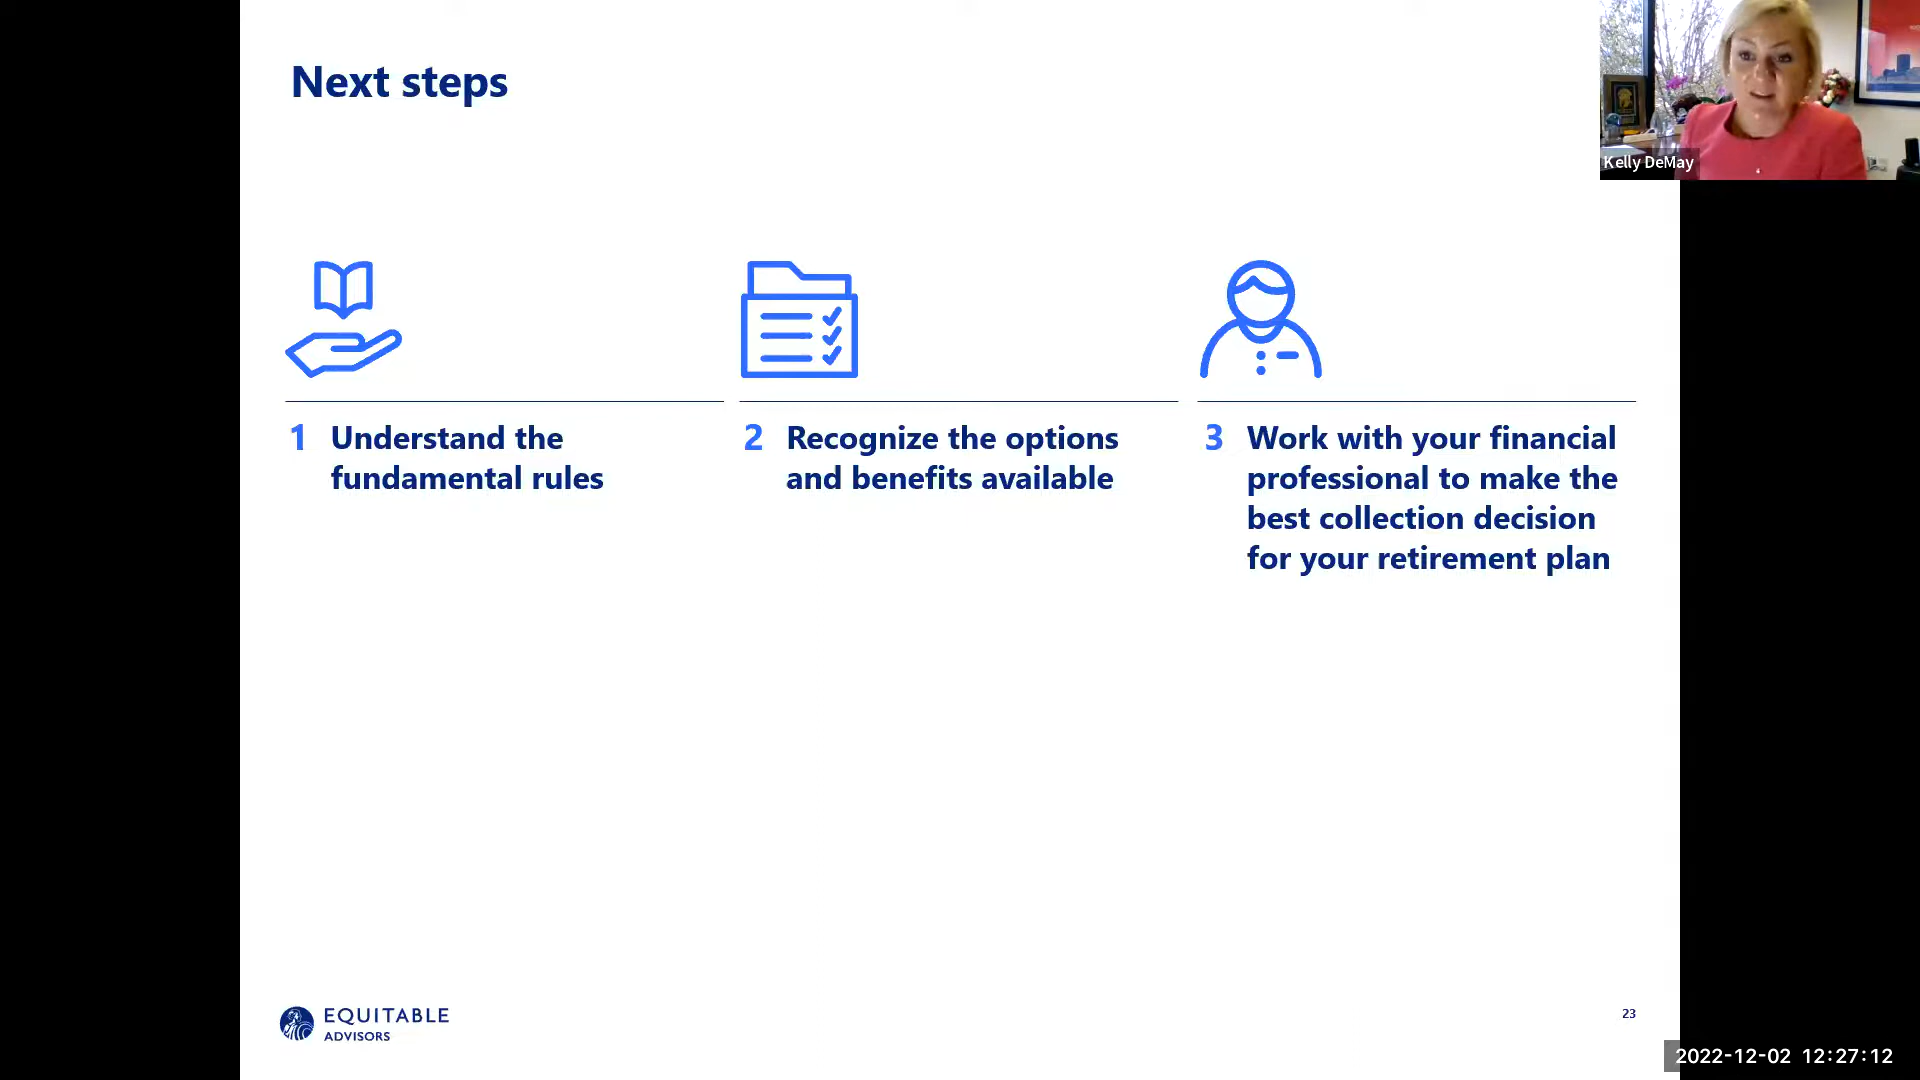 Next steps
Kelly DeMay
1 Understand the
fundamental rules
2 Recognize the options
and benefits available
3 Work with your financial
professional to make the
best collection decision
for your retirement plan
EQUITABLE
ADVISORS
23
2022-12-02 12:27:12